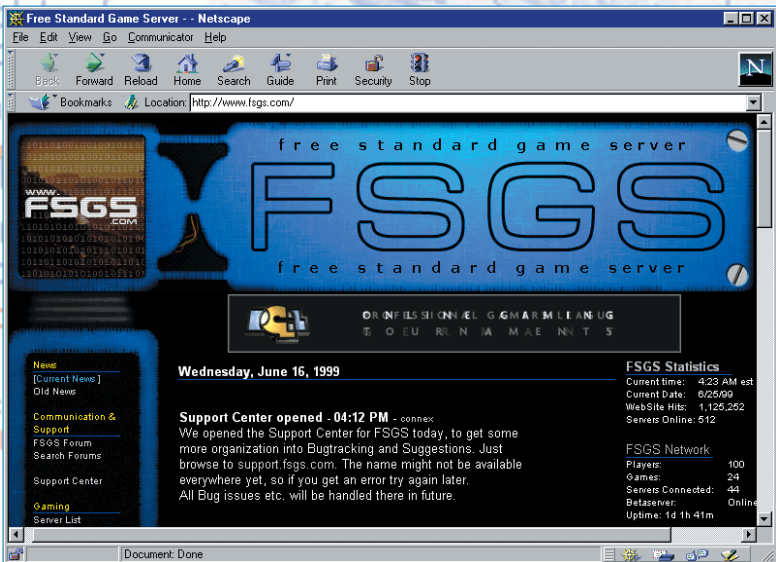 Free Standard Game Server - - Netscape
File Edit View Go Communicator Help
Back Forward Reload Home Search Guide Print Security Stop
N
Bookmarks Location: http://www.fsgs.com/
www.
FSGS
.COM
free standard game server
FSGS
free standard game server
News
[Current News ]
Old News
Communication &
Support
FSGS Forum
Search Forums
Support Center
Gaming
Server List
Wednesday, June 16, 1999
Support Center opened - 04:12 PM - connex
We opened the Support Center for FSGS today, to get some
more organization into Bugtracking and Suggestions. Just
browse to support.fsgs.com. The name might not be available
everywhere yet, so if you get an error try again later.
All Bug issues etc. will be handled there in future.
FSGS Statistics
Current time: 4:23 AM est
Current Date: 6/25/99
WebSite Hits: 1,125,252
Servers Online: 512
FSGS Network
Players: 100
Games: 24
Servers Connected: 44
Betaserver: Online
Uptime: 1d 1h 41m
Document: Done